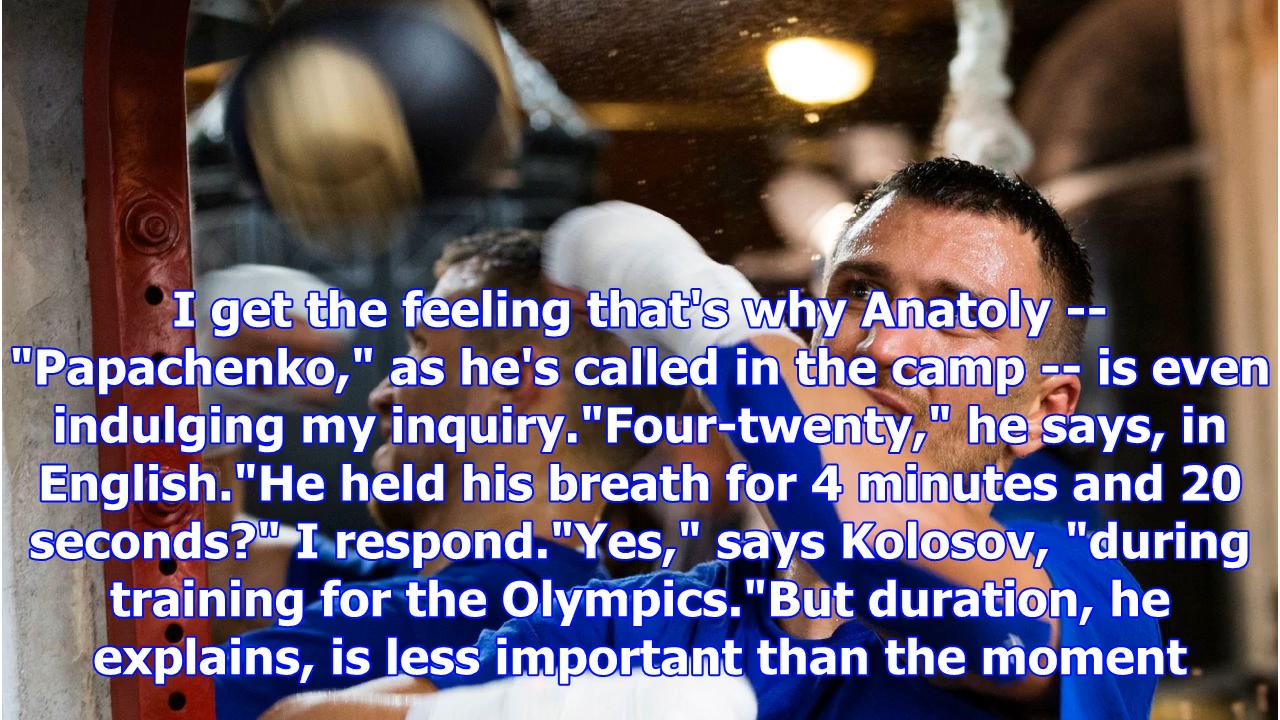 I get the feeling that's why Anatoly --
"Papachenko," as he's called in the camp -- is even
indulging my inquiry."Four-twenty," he says, in
English."He held his breath for 4 minutes and 20
seconds?" I respond."Yes," says Kolosov, "during
training for the Olympics."But duration, he
explains, is less important than the moment